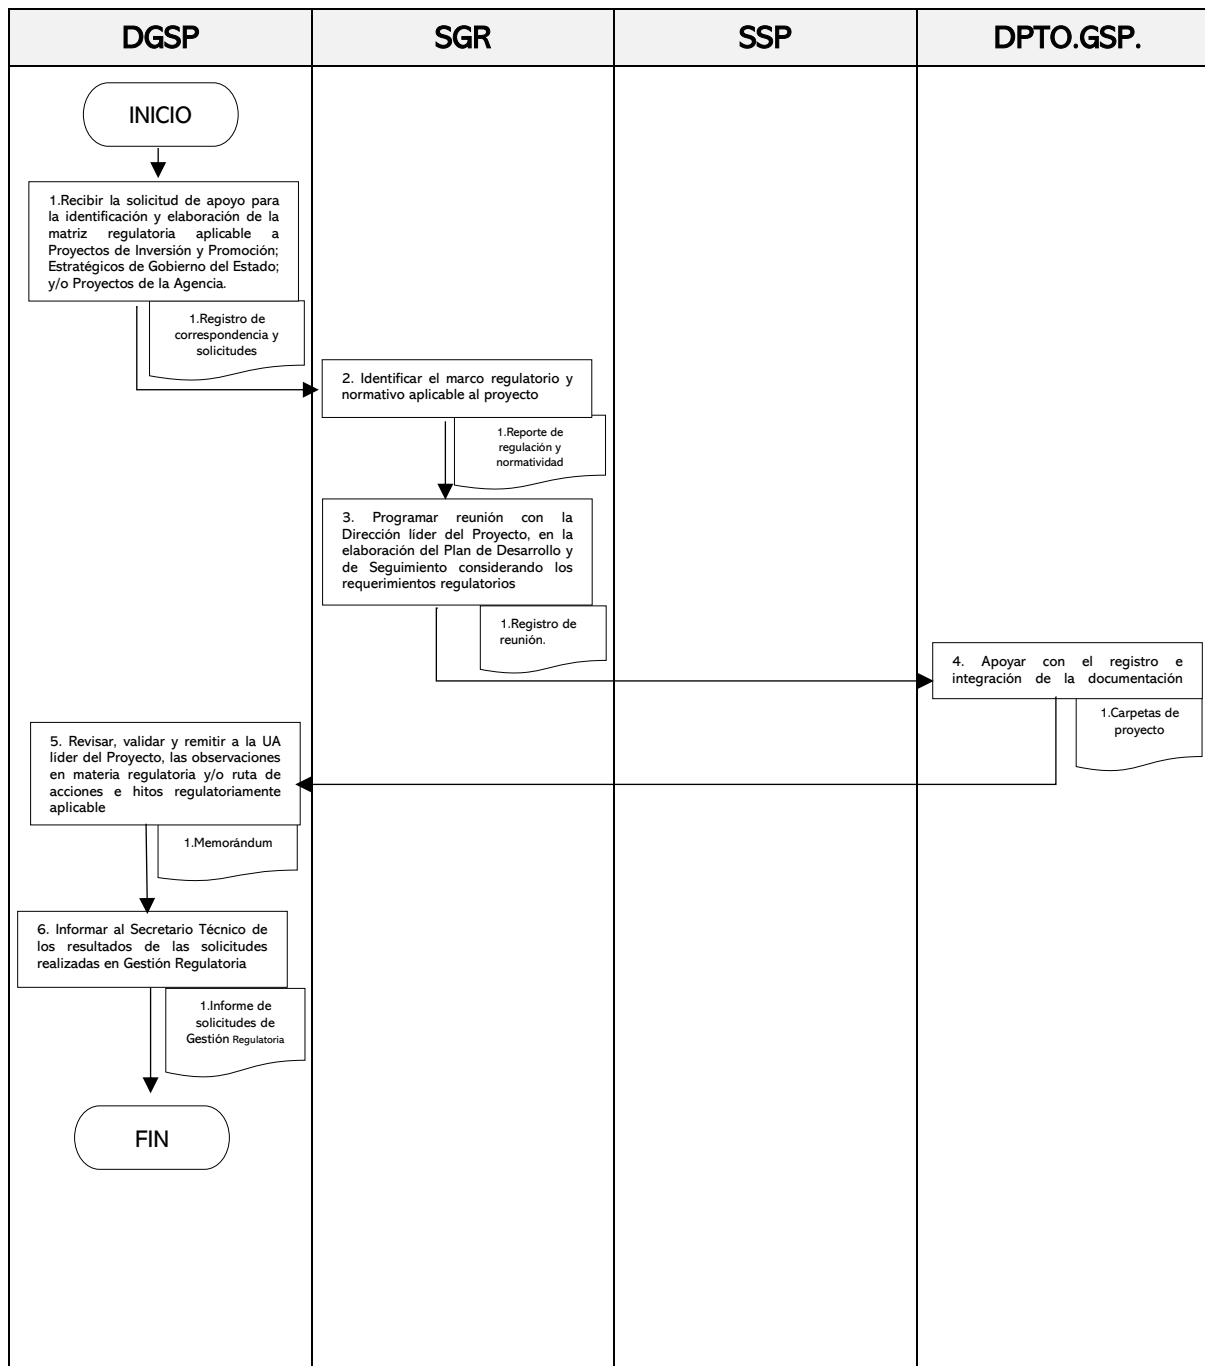 DGSP
SGR
SSP
DPTO.GSP.
INICIO
1.Recibir la solicitud de apoyo para
la identificación y elaboración de la
matriz regulatoria aplicable a
Proyectos de Inversión y Promoción;
Estratégicos de Gobierno del Estado;
y/o Proyectos de la Agencia.
1.Registro de
correspondencia y
solicitudes
2. Identificar el marco regulatorio y
normativo aplicable al proyecto
1.Reporte de
regulación y
normatividad
3. Programar reunión con la
Dirección líder del Proyecto, en la
elaboración del Plan de Desarrollo y
de Seguimiento considerando los
requerimientos regulatorios
1.Registro de
reunión.
4. Apoyar con el registro e
integración de la documentación
1.Carpetas de
proyecto
5. Revisar, validar y remitir a la UA
líder del Proyecto, las observaciones
en materia regulatoria y/o ruta de
acciones e hitos regulatoriamente
aplicable
1.Memorándum
6. Informar al Secretario Técnico de
los resultados de las solicitudes
realizadas en Gestión Regulatoria
1.Informe de
solicitudes de
Gestión Regulatoria
FIN